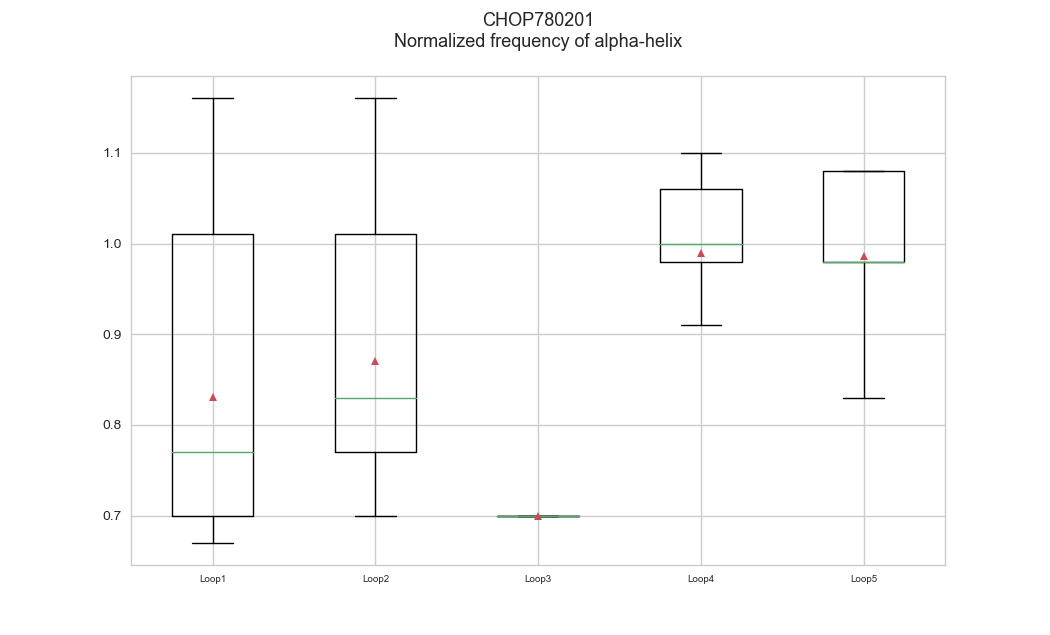 CHOP780201
Normalized frequency of alpha-helix
1.1
1.0
0.9
0.8
0.7
Loop1
Loop2
Loop3
Loop4
Loop5